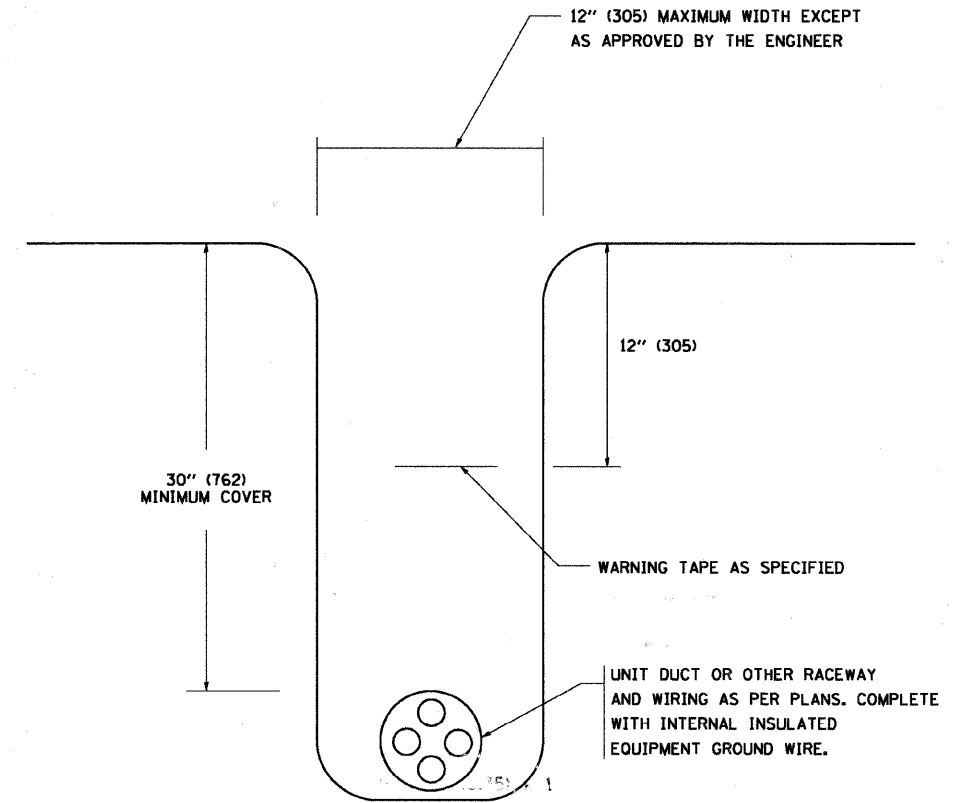 12" (305) MAXIMUM WIDTH EXCEPT
AS APPROVED BY THE ENGINEER
12" (305)
30" (762)
MINIMUM COVER
WARNING TAPE AS SPECIFIED
UNIT DUCT OR OTHER RACEWAY
AND WIRING AS PER PLANS. COMPLETE
WITH INTERNAL INSULATED
EQUIPMENT GROUND WIRE.